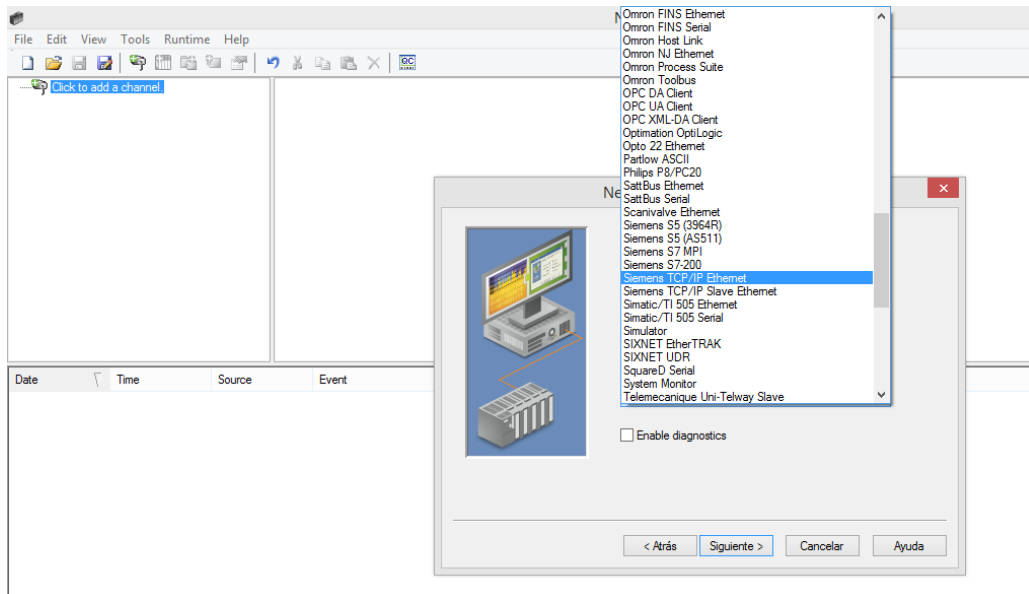 N
File Edit View Tools Runtime Help
QC
Click to add a channel.
Date Time Source Event
Ne
Omron FINS Ethernet
Omron FINS Serial
Omron Host Link
Omron NJ Ethernet
Omron Process Suite
Omron Toolbus
OPC DA Client
OPC UA Client
OPC XML-DA Client
Optimation OptiLogic
Opto 22 Ethernet
Partlow ASCII
Philips P8/PC20
SattBus Ethernet
SattBus Serial
Scanivalve Ethernet
Siemens S5 (3964R)
Siemens S5 (AS511)
Siemens S7 MPI
Siemens S7-200
Siemens TCP/IP Ethernet
Siemens TCP/IP Slave Ethernet
Simatic/TI 505 Ethernet
Simatic/TI 505 Serial
Simulator
SIXNET EtherTRAK
SIXNET UDR
SquareD Serial
System Monitor
Telemecanique Uni-Telway Slave
Enable diagnostics
< Atrás Siguiente > Cancelar Ayuda